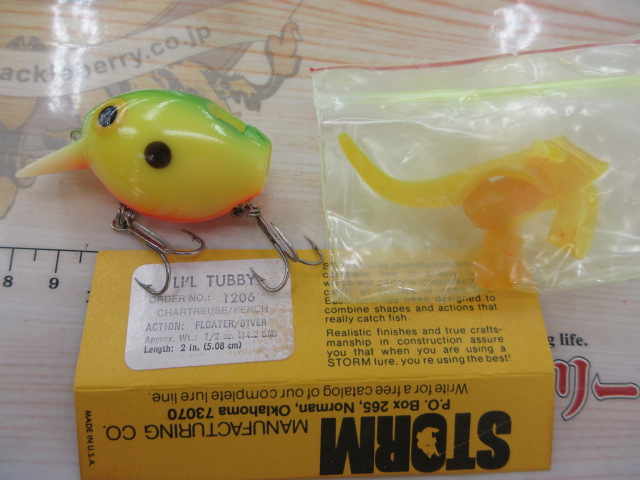 ackleberry.co.jp
LI'L TUBBY
ORDER NO.: 1206
CHARTREUSE/PERCH
ACTION: FLOATER/DIVER
Approx. Wt.: 1/2 oz. (14.2 GM)
Length: 2 in. (5.08 cm)
designed to
combine shapes and actions that
really catch fish
Realistic finishes and true crafts-
manship in construction assure
you that when you are using a
STORM lure, you're using the best!
life.
リー
8 9
STORM
MANUFACTURING CO.
P.O. Box 265, Norman, Oklahoma 73070
Write for a free catalog of our complete lure line.
MADE IN U.S.A.